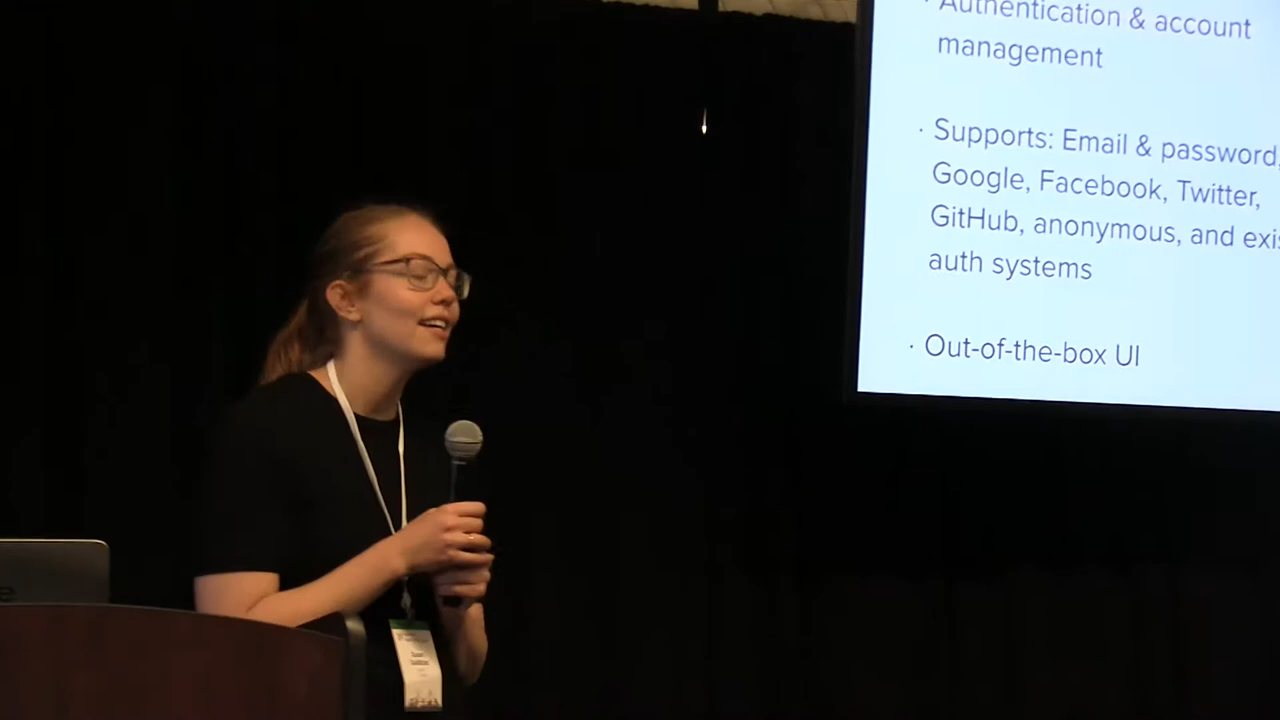 · Authentication & account
management
· Supports: Email & password,
Google, Facebook, Twitter,
GitHub, anonymous, and exis
auth systems
· Out-of-the-box UI